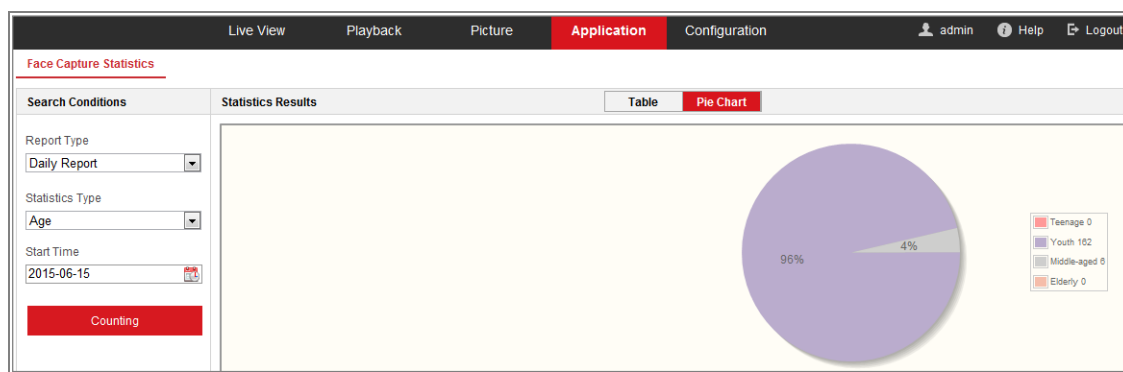 Live View Playback Picture Application Configuration admin Help Logout
Face Capture Statistics
Search Conditions
Statistics Results
Table Pie Chart
Report Type
Daily Report
Statistics Type
Age
Start Time
2015-06-15
Counting
96%
4%
Teenage 0
Youth 162
Middle-aged 6
Elderly 0